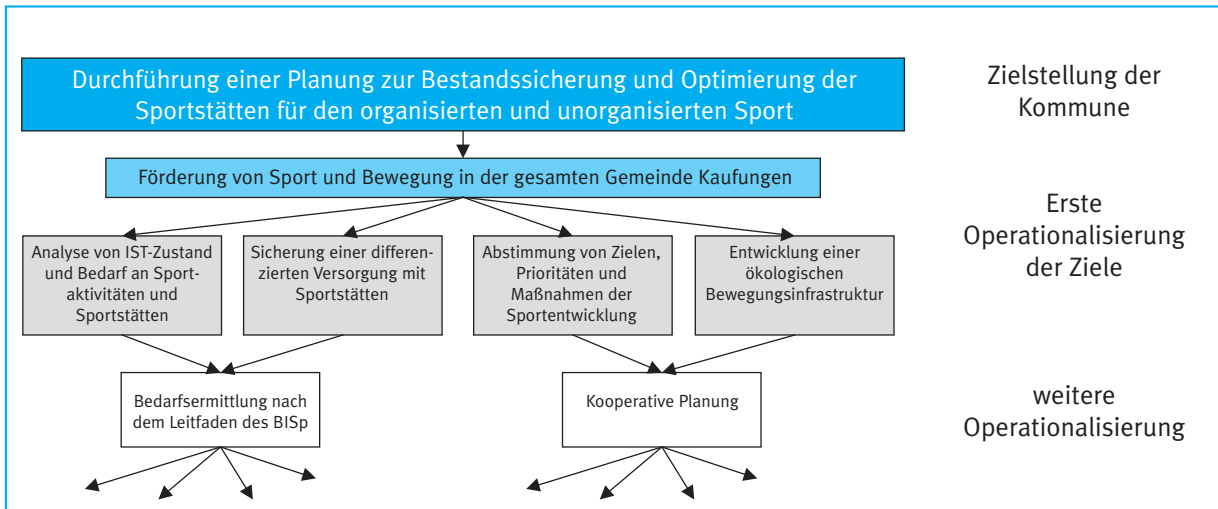 Durchführung einer Planung zur Bestandssicherung und Optimierung der
Sportstätten für den organisierten und unorganisierten Sport
Zielstellung der
Kommune
Förderung von Sport und Bewegung in der gesamten Gemeinde Kaufungen
Analyse von IST-Zustand
und Bedarf an Sport-
aktivitäten und
Sportstätten
Sicherung einer differen-
zierten Versorgung mit
Sportstätten
Abstimmung von Zielen,
Prioritäten und
Maßnahmen der
Sportentwicklung
Entwicklung einer
ökologischen
Bewegungsinfrastruktur
Erste
Operationalisierung
der Ziele
Bedarfsermittlung nach
dem Leitfaden des BISp
Kooperative Planung
weitere
Operationalisierung